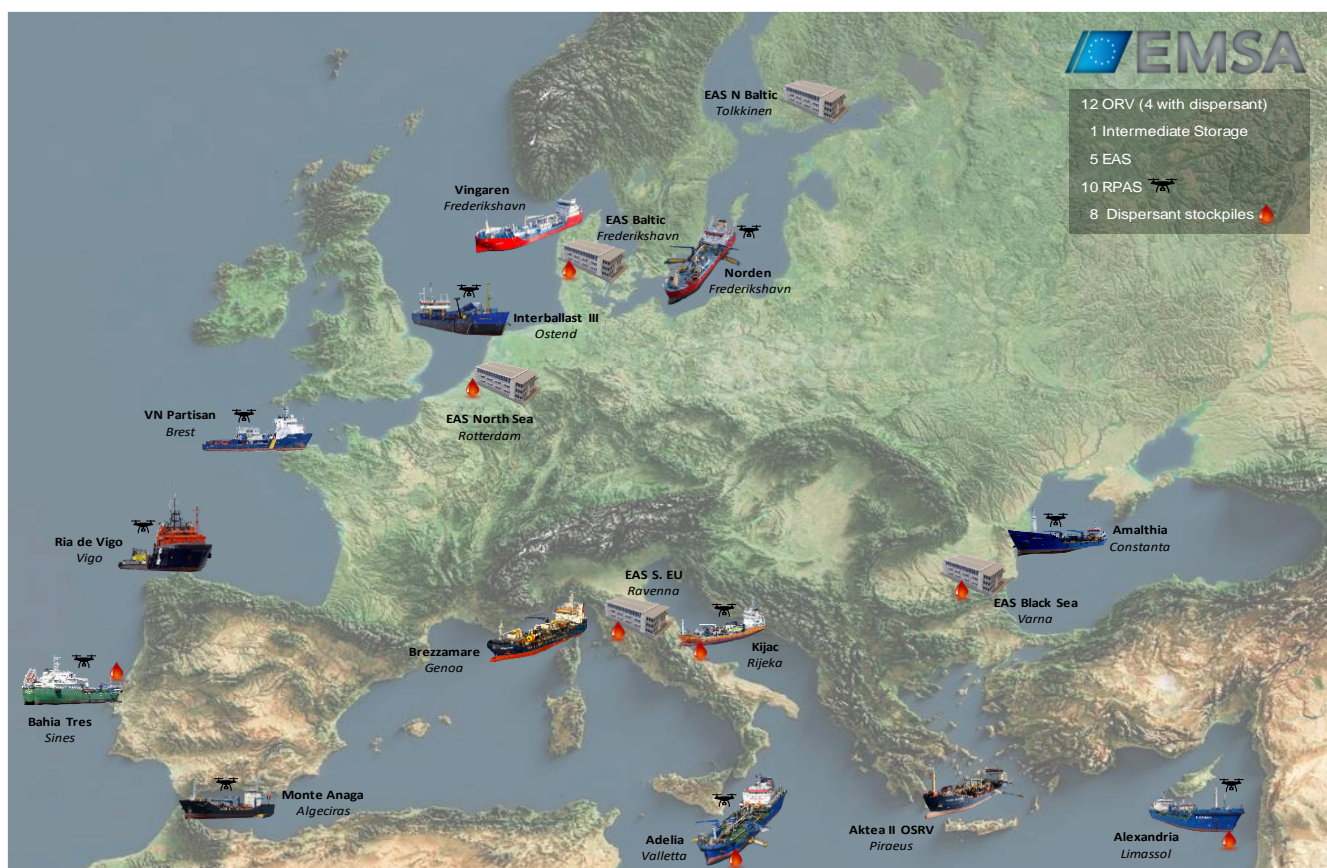 EMSA
12 ORV (4 with dispersant)
1 Intermediate Storage
5 EAS
10 RPAS
8 Dispersant stockpiles
EAS N Baltic
Tolkkinen
Vingaren
Frederikshavn
EAS Baltic
Frederikshavn
Norden
Frederikshavn
Interballast III
Ostend
EAS North Sea
Rotterdam
VN Partisan
Brest
Ria de Vigo
Vigo
Amalthia
Constanta
EAS S. EU
Ravenna
EAS Black Sea
Varna
Brezzamare
Genoa
Kijac
Rijeka
Bahia Tres
Sines
Monte Anaga
Algeciras
Adelia
Valletta
Aktea II OSRV
Piraeus
Alexandria
Limassol